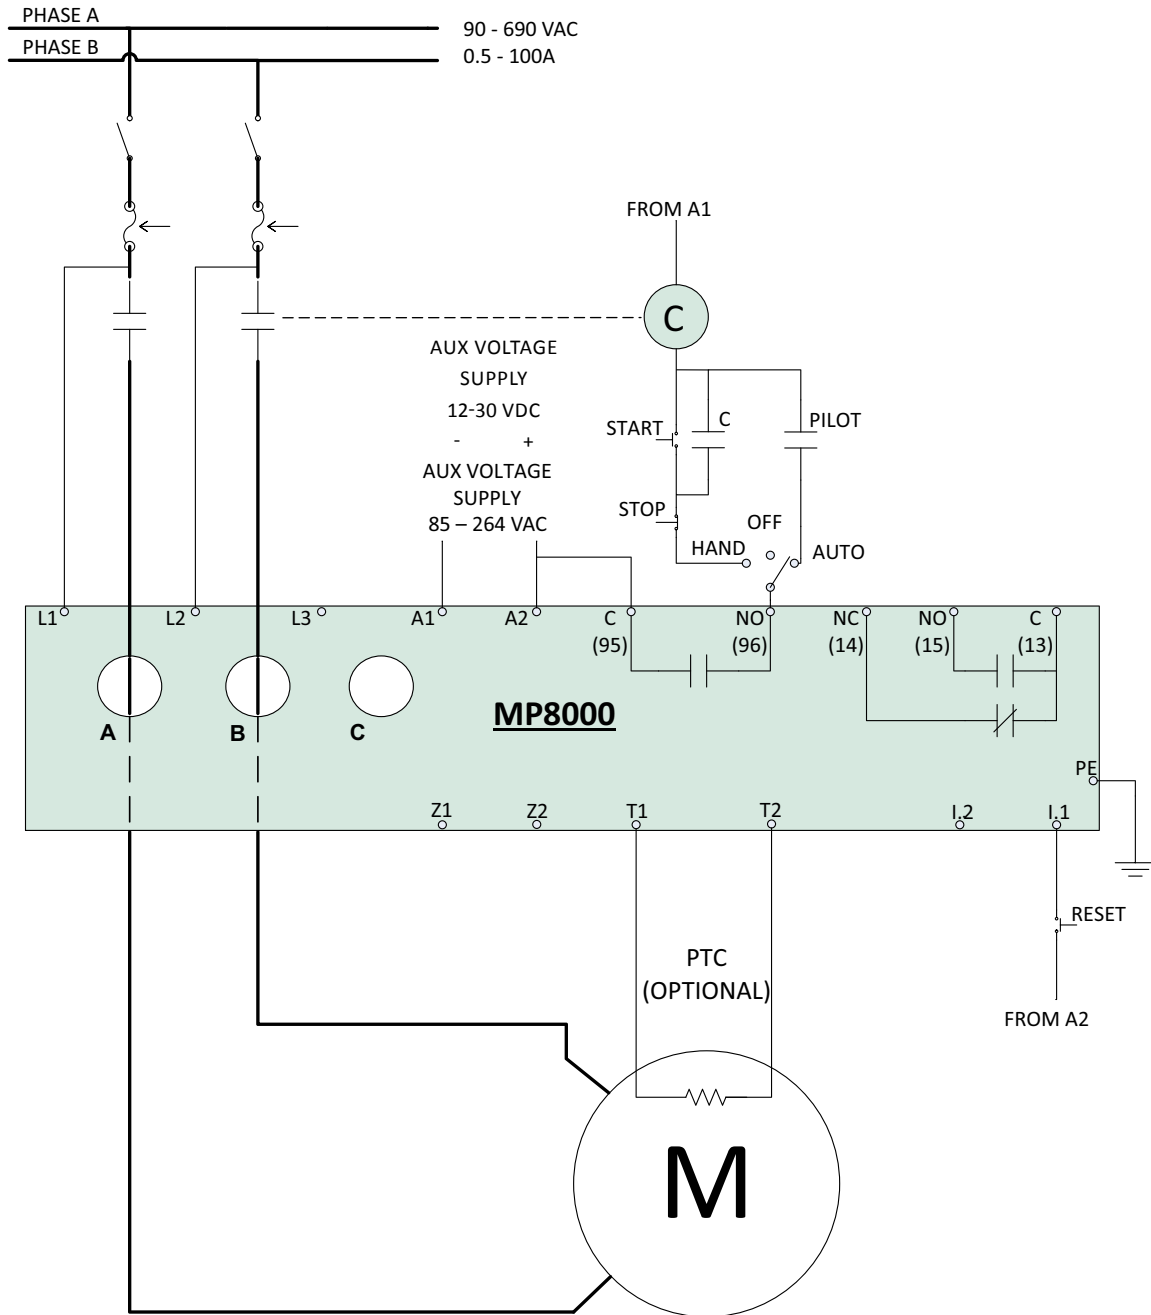 PHASE A
90 - 690 VAC
PHASE B
0.5 - 100A
FROM A1
C
AUX VOLTAGE
SUPPLY
12-30 VDC
- +
AUX VOLTAGE
SUPPLY
85 – 264 VAC
START
C
PILOT
STOP
OFF
HAND
AUTO
L1
L2
L3
A1
A2
C
(95)
NO
(96)
NC
(14)
NO
(15)
C
(13)
A
B
C
MP8000
PE
Z1
Z2
T1
T2
I.2
I.1
RESET
PTC
(OPTIONAL)
FROM A2
M